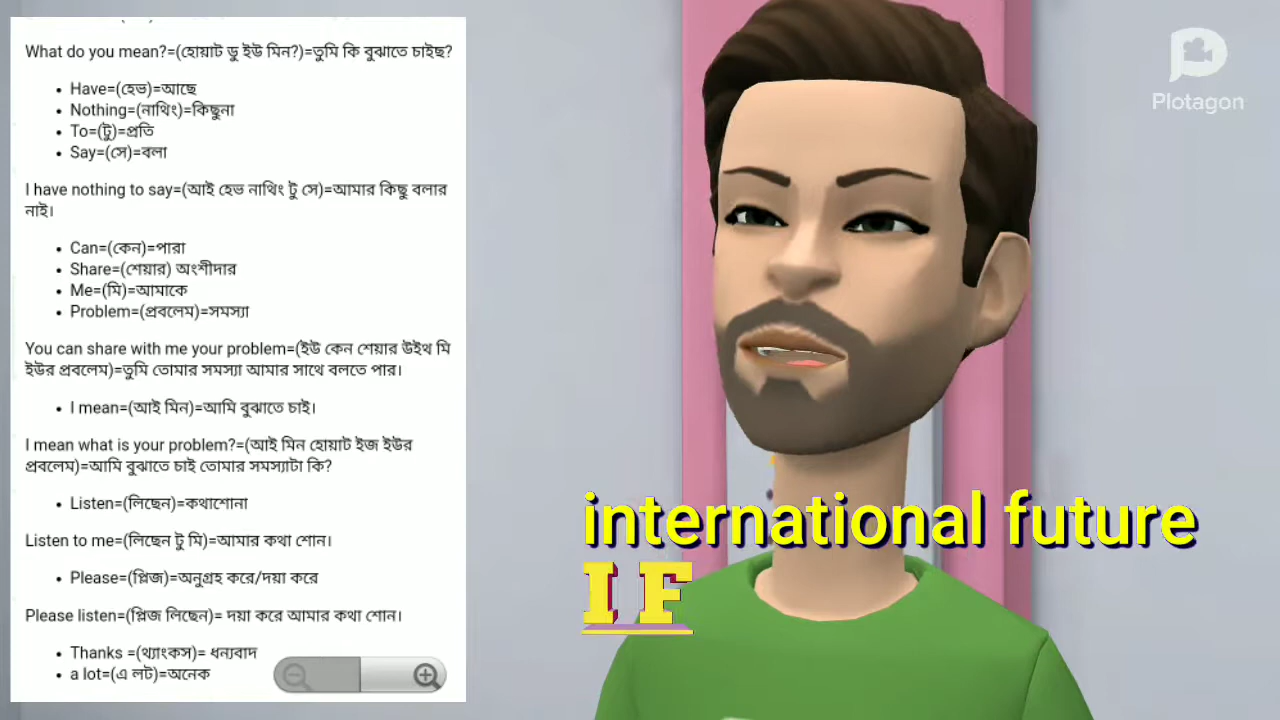 What do you mean?=(হোয়াট ডু ইউ মিন?)=তুমি কি বুঝাতে চাইছ?
• Have=(হেভ)=আছে
• Nothing=(নাথিং)=কিছুনা
• To=(টু)=প্রতি
• Say=(সে)=বলা
I have nothing to say=(আই হেভ নাথিং টু সে)=আমার কিছু বলার
নাই।
• Can=(কেন)=পারা
• Share=(শেয়ার) অংশীদার
• Me=(মি)=আমাকে
• Problem=(প্রবলেম)=সমস্যা
You can share with me your problem=(ইউ কেন শেয়ার উইথ মি
ইউর প্রবলেম)=তুমি তোমার সমস্যা আমার সাথে বলতে পার।
• I mean=(আই মিন)=আমি বুঝাতে চাই।
I mean what is your problem?=(আই মিন হোয়াট ইজ ইউর
প্রবলেম)=আমি বুঝাতে চাই তোমার সমস্যাটা কি?
• Listen=(লিছেন)=কথাশোনা
Listen to me=(লিছেন টু মি)=আমার কথা শোন।
• Please=(প্লিজ)=অনুগ্রহ করে/দয়া করে
Please listen=(প্লিজ লিছেন)= দয়া করে আমার কথা শোন।
• Thanks =(থ্যাংকস)= ধন্যবাদ
• a lot=(এ লট)=অনেক
Plotagon
international future
I F